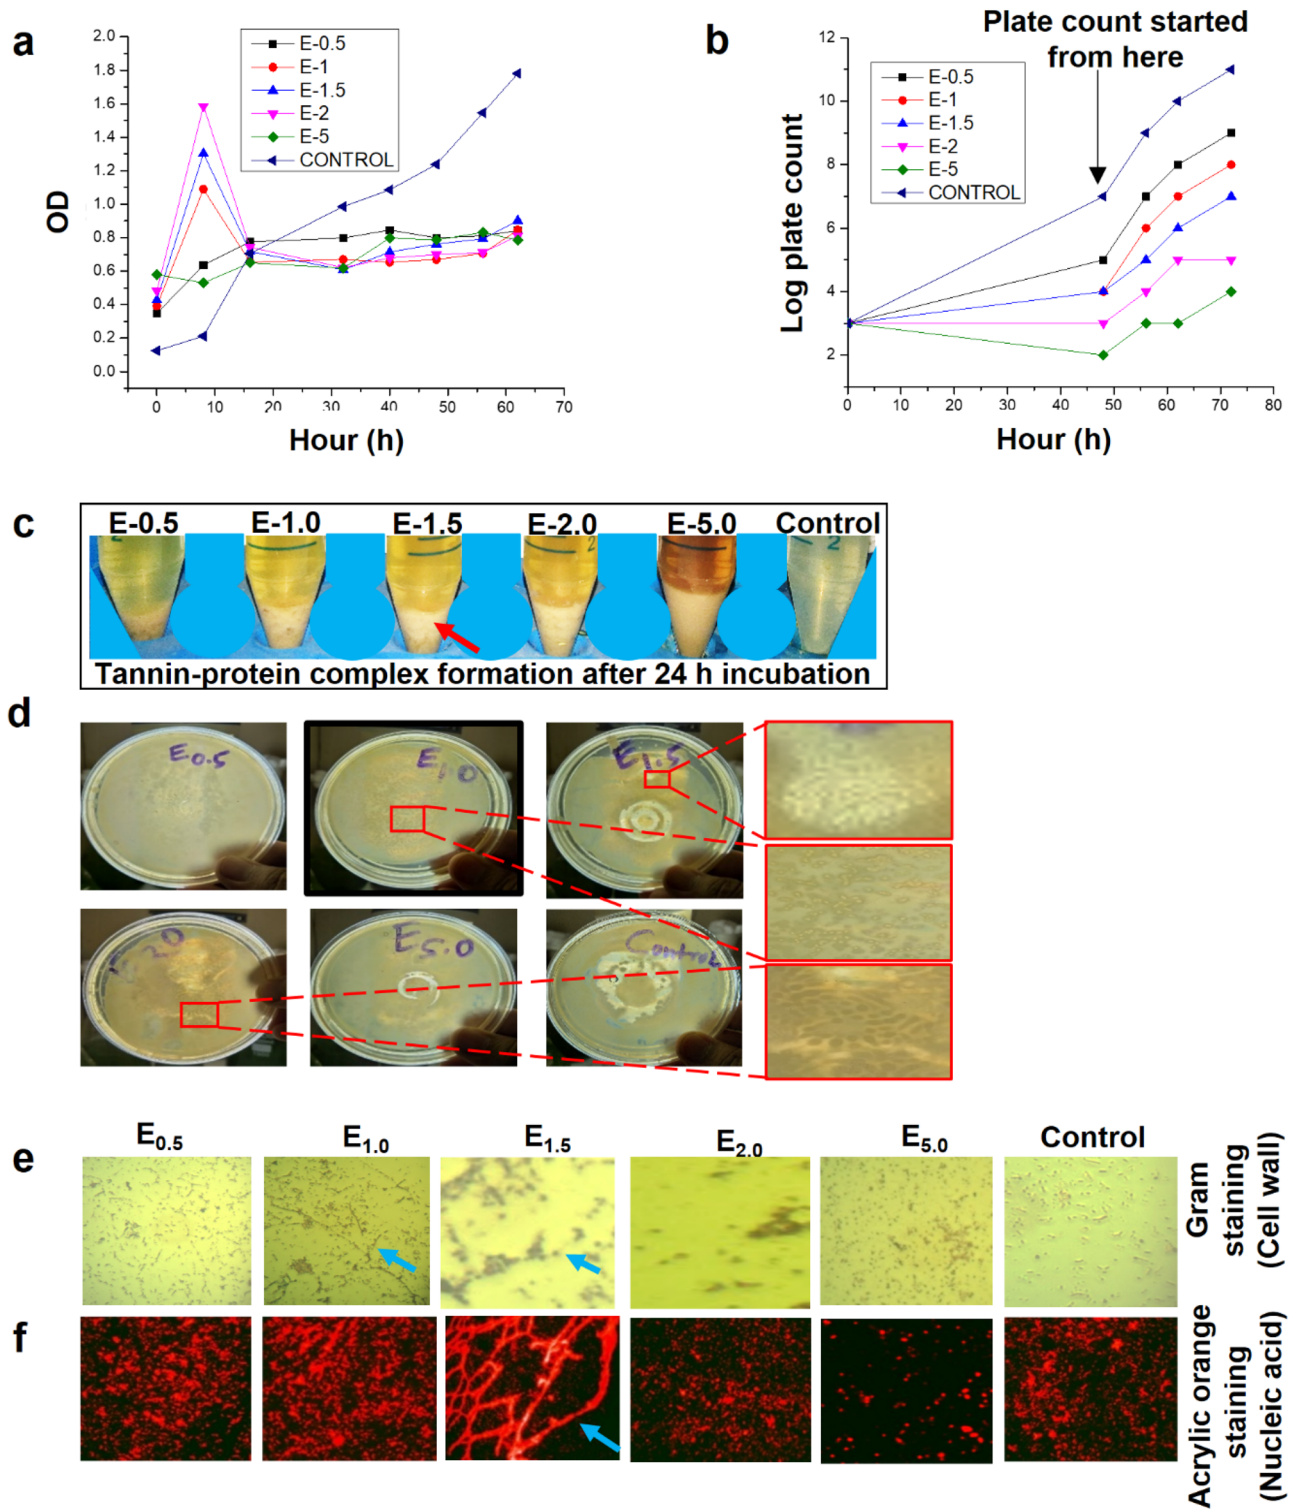 a
2.0
1.8
1.6
1.4
1.2
1.0
0.8
0.6
0.4
0.2
0.0
OD
E-0.5
E-1
E-1.5
E-2
E-5
CONTROL
0 10 20 30 40 50 60 70
Hour (h)
b
Plate count started
from here
12
10
8
6
4
2
Log plate count
E-0.5
E-1
E-1.5
E-2
E-5
CONTROL
0 10 20 30 40 50 60 70 80
Hour (h)
c
E-0.5 E-1.0 E-1.5 E-2.0 E-5.0 Control
2 2 2
Tannin-protein complex formation after 24 h incubation
d
E0.5
E1.0
E1.5
E5.0
Control
e
E0.5 E1.0 E1.5 E2.0 E5.0 Control
Gram
staining
(Cell wall)
f
Acrylic orange
staining
(Nucleic acid)